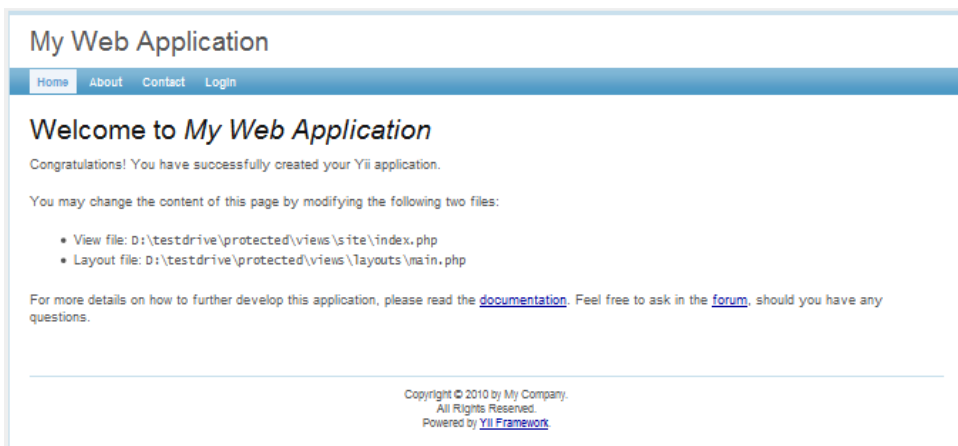 My Web Application
Home About Contact Login
Welcome to My Web Application
Congratulations! You have successfully created your Yii application.
You may change the content of this page by modifying the following two files:
• View file: D:\testdrive\protected\views\site\index.php
• Layout file: D:\testdrive\protected\views\layouts\main.php
For more details on how to further develop this application, please read the documentation. Feel free to ask in the forum, should you have any
questions.
Copyright © 2010 by My Company.
All Rights Reserved.
Powered by Yii Framework.